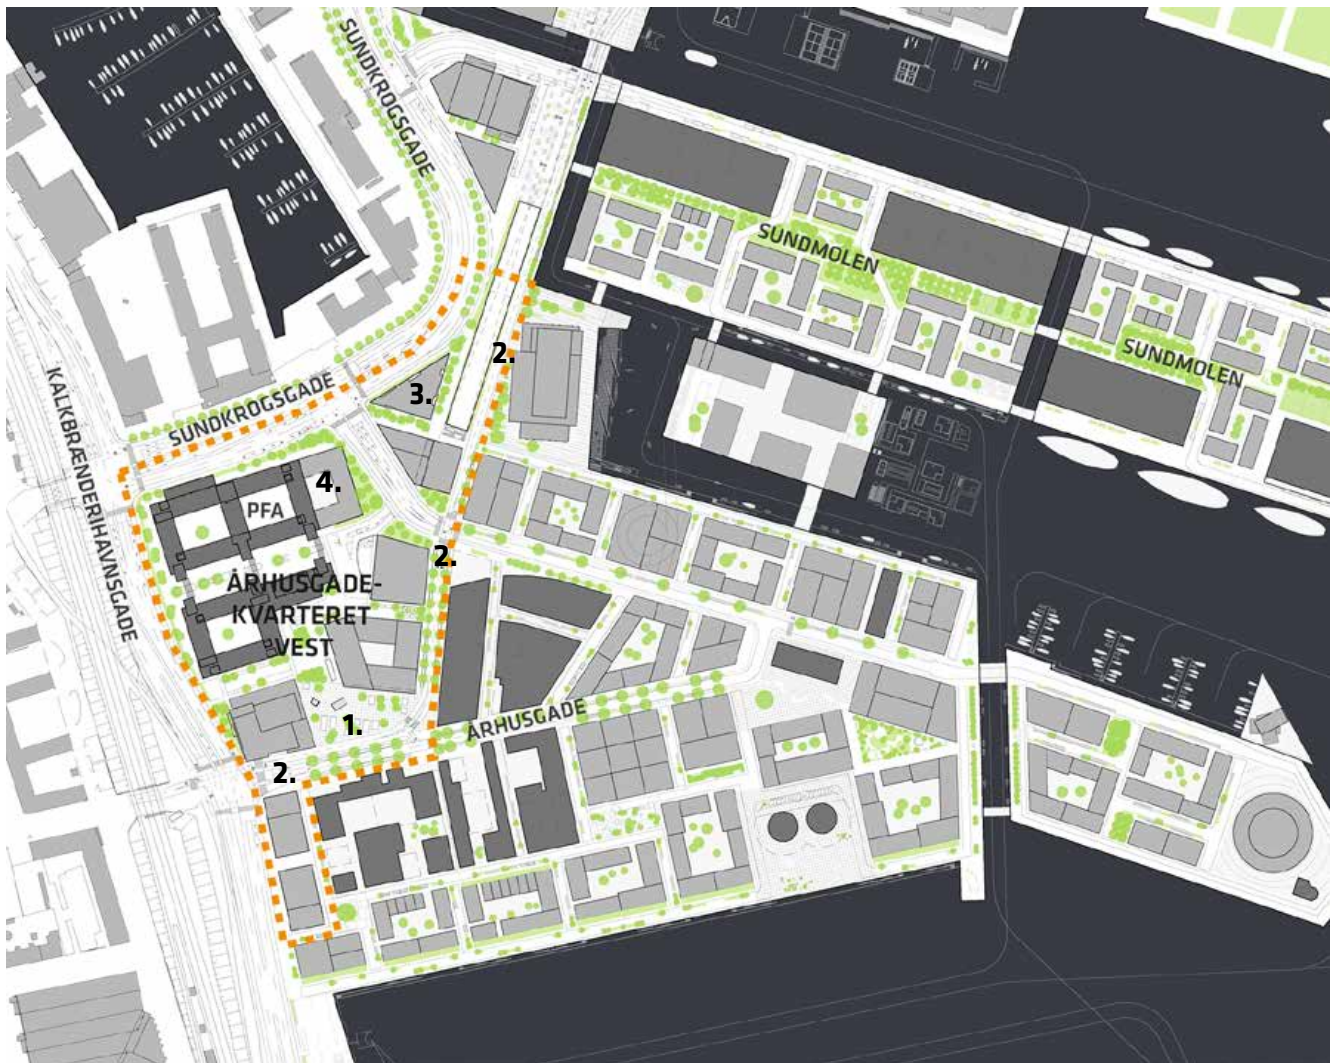 SUNDKROGSGADE
SUNDMOLEN
SUNDMOLEN
2.
3.
SUNDKROGSGADE
KALKBRÆNDERIHAVNSGADE
4.
PFA
2.
ÅRHUSGADE-
KVARTERET
VEST
1.
ÅRHUSGADE
2.